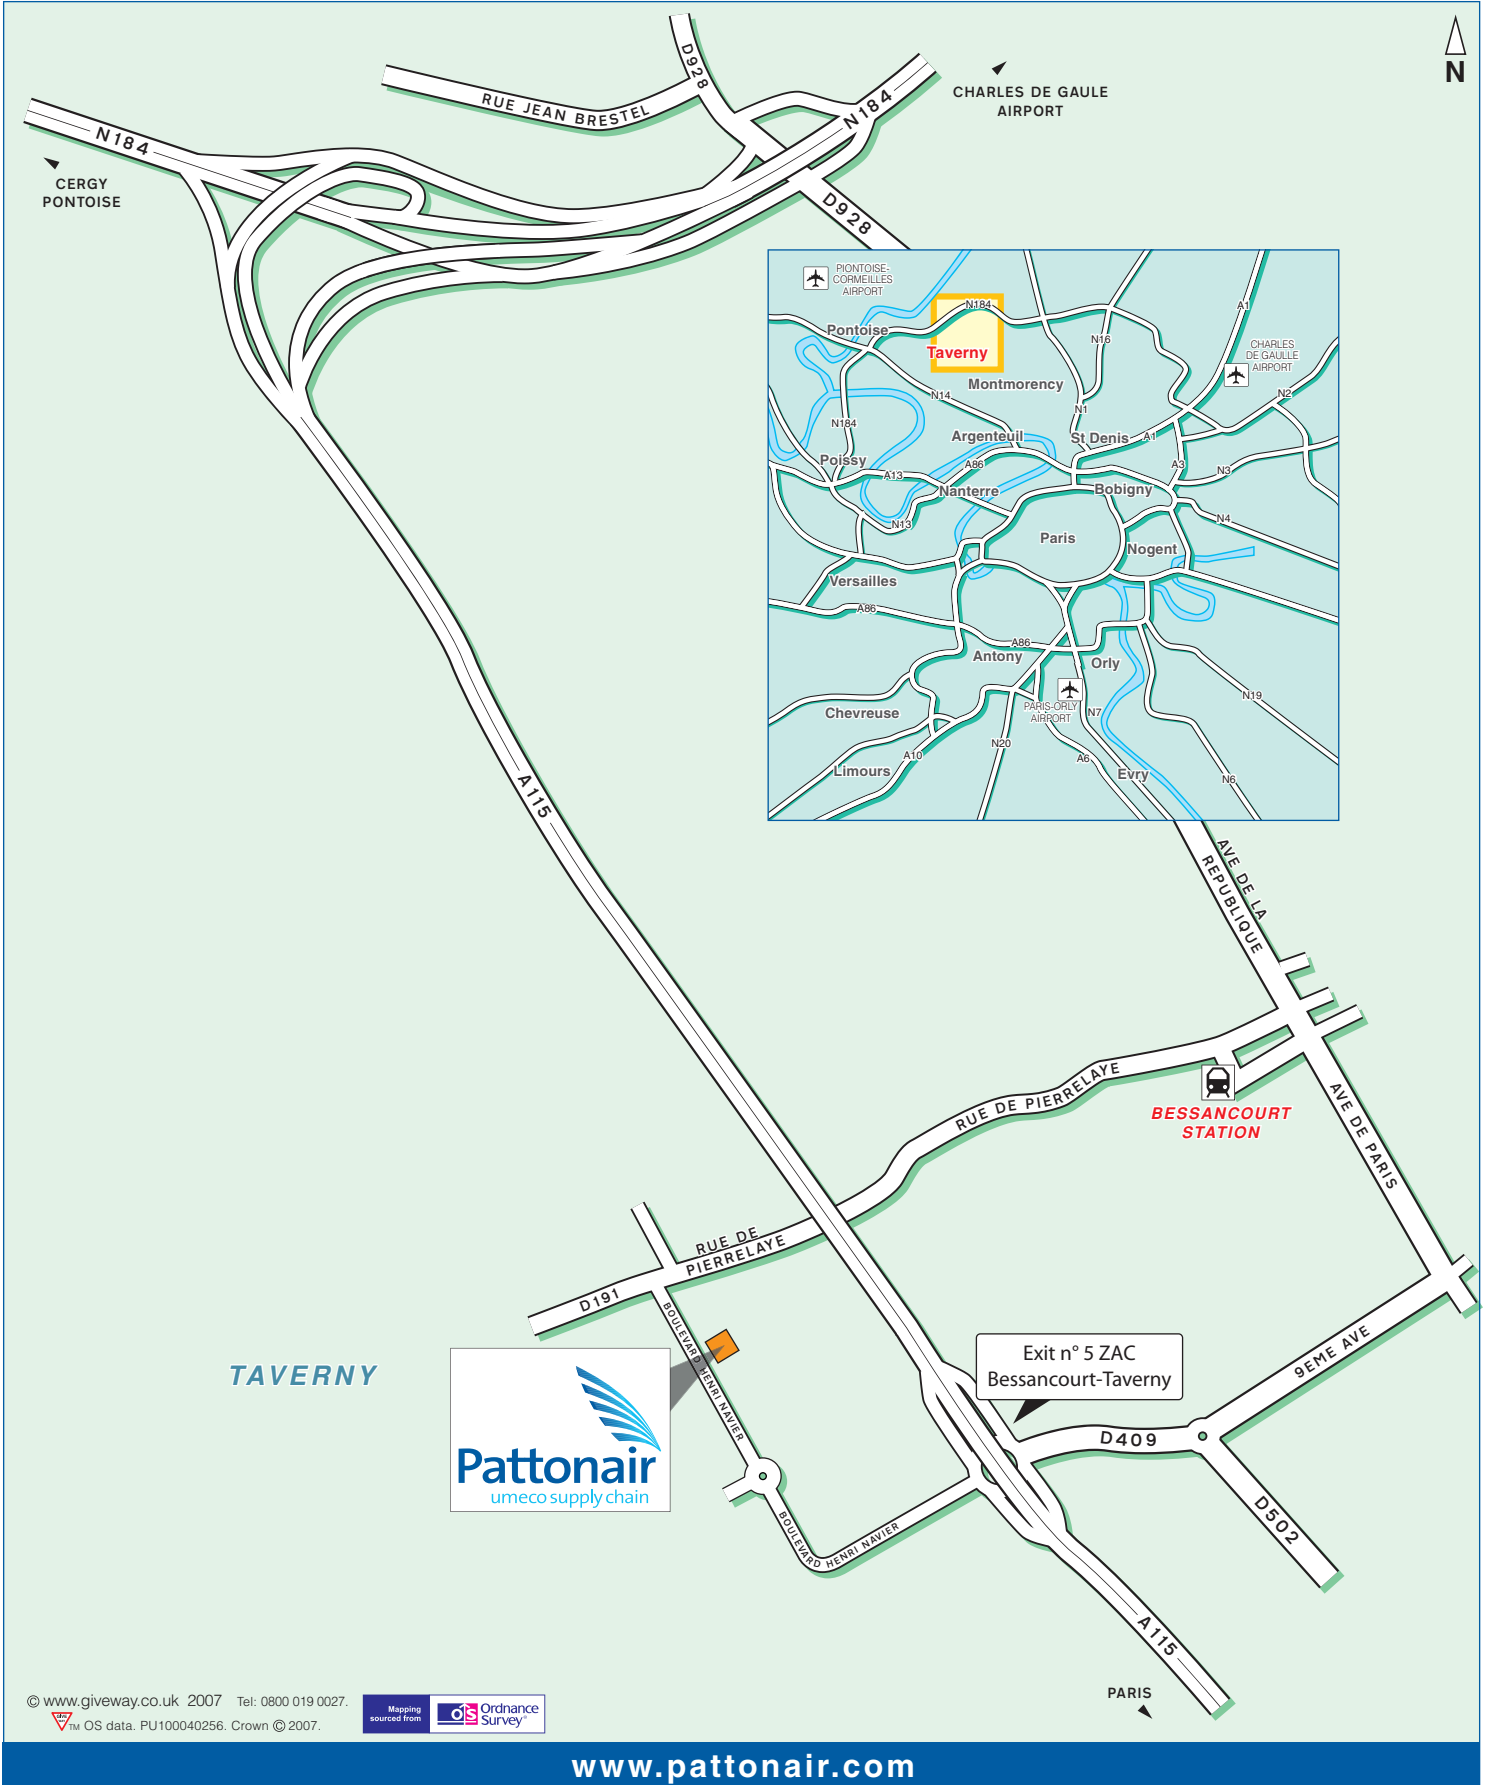 D928
N
CHARLES DE GAULE
AIRPORT
RUE JEAN BRESTEL
N184
N184
CERGY
PONTOISE
D928
PIONTOISE-
CORMEILLES
AIRPORT
N184
A1
Pontoise
Taverny
N16
CHARLES
DE GAULLE
AIRPORT
Montmorency
N14
N1
N2
N184
Argenteuil
St Denis
A1
Poissy
A13
A86
A3
N3
Nanterre
Bobigny
N13
N4
Paris
Nogent
Versailles
A86
A86
Antony
Orly
N19
PARIS-ORLY
AIRPORT
N7
Chevreuse
N20
A10
A6
Limours
Evry
N6
A115
AVE DE LA
REPUBLIQUE
RUE DE PIERRELAYE
BESSANCOURT
STATION
AVE DE PARIS
RUE DE
PIERRELAYE
D191
BOULEVARD HENRI NAVIER
TAVERNY
Exit n° 5 ZAC
Bessancourt-Taverny
9EME AVE
D409
Pattonair
umeco supply chain
D502
BOULEVARD HENRI NAVIER
A115
PARIS
© www.giveway.co.uk 2007 Tel: 0800 019 0027.
GIVE
TM OS data. PU100040256. Crown © 2007.
Mapping
sourced from
OS Ordnance
Survey®
www.pattonair.com